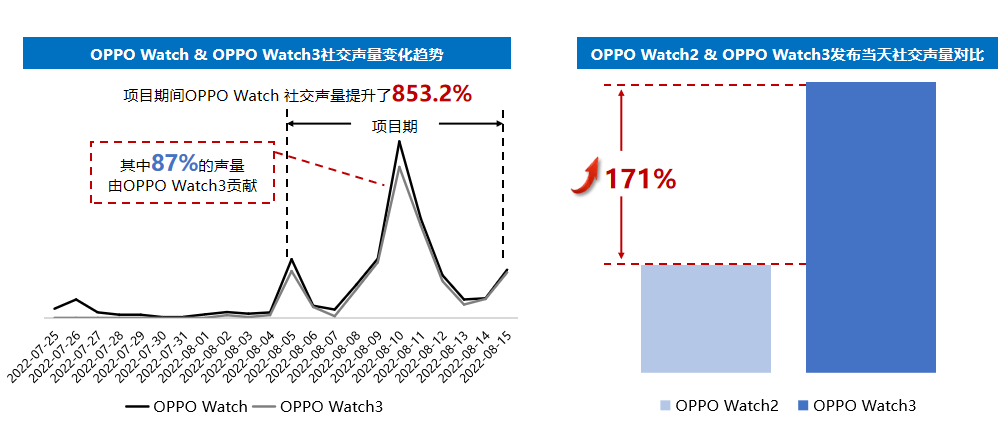 OPPO Watch & OPPO Watch3社交声量变化趋势
项目期间OPPO Watch 社交声量提升了853.2%
项目期
其中87%的声量
由OPPO Watch3贡献
2022-07-25
2022-07-26
2022-07-27
2022-07-28
2022-07-29
2022-07-30
2022-07-31
2022-08-01
2022-08-02
2022-08-03
2022-08-04
2022-08-05
2022-08-06
2022-08-07
2022-08-08
2022-08-09
2022-08-10
2022-08-11
2022-08-12
2022-08-13
2022-08-14
2022-08-15
OPPO Watch
OPPO Watch3
OPPO Watch2 & OPPO Watch3发布当天社交声量对比
171%
OPPO Watch2
OPPO Watch3